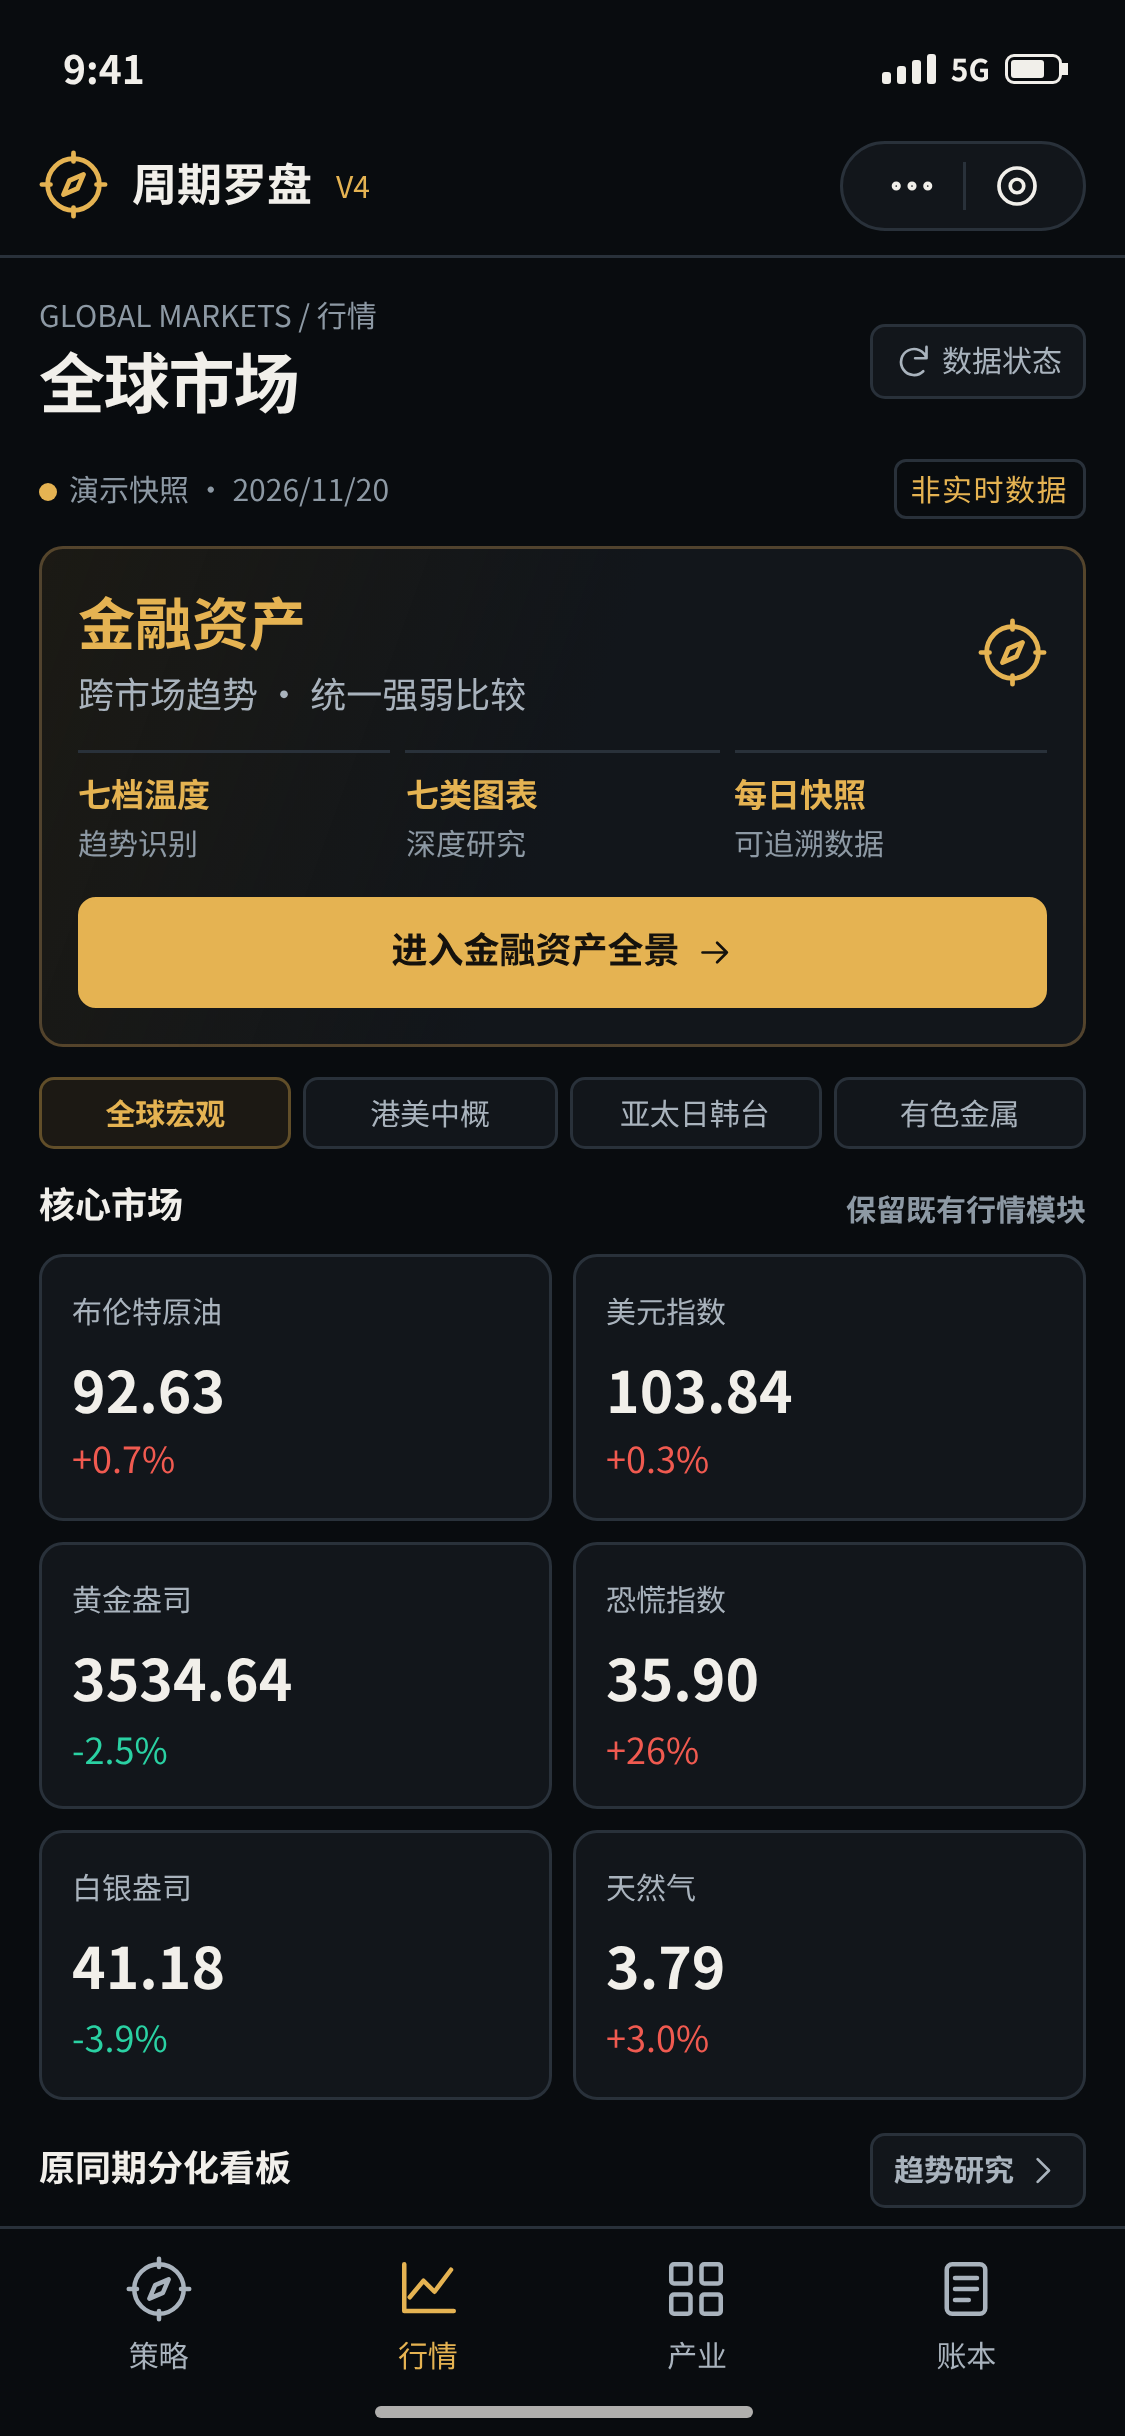 9:41
5G
周期罗盘 V4
GLOBAL MARKETS / 行情
全球市场
数据状态
演示快照 · 2026/11/20
非实时数据
金融资产
跨市场趋势 · 统一强弱比较
七档温度 七类图表 每日快照
趋势识别 深度研究 可追溯数据
进入金融资产全景 →
全球宏观 港美中概 亚太日韩台 有色金属
核心市场 保留既有行情模块
布伦特原油 美元指数
92.63 103.84
+0.7% +0.3%
黄金盎司 恐慌指数
3534.64 35.90
-2.5% +26%
白银盎司 天然气
41.18 3.79
-3.9% +3.0%
原同期分化看板 趋势研究
策略 行情 产业 账本